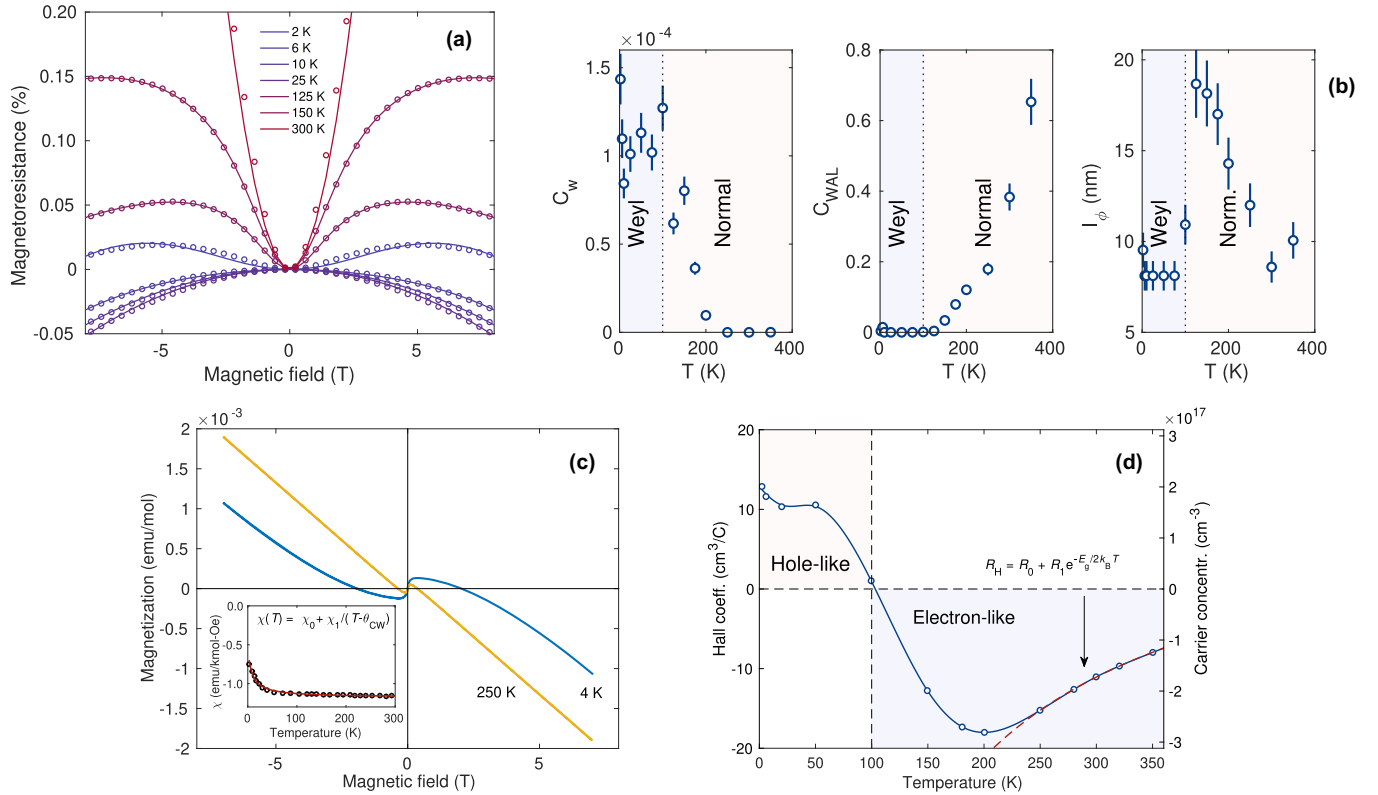 (a)
Magnetoresistance (%)
0.20
0.15
0.10
0.05
0
-0.05
2 K
6 K
10 K
25 K
125 K
150 K
300 K
-5
0
5
Magnetic field (T)
(b)
×10⁻⁴
C_w
1.5
1
0.5
0
Weyl
Normal
0
200
400
T (K)
C_WAL
0.8
0.6
0.4
0.2
0
Weyl
Normal
0
200
400
T (K)
l_ϕ (nm)
20
15
10
5
Weyl
Norm.
0
200
400
T (K)
(c)
×10⁻³
Magnetization (emu/mol)
2
1.5
1
0.5
0
-0.5
-1
-1.5
-2
250 K
4 K
-5
0
5
Magnetic field (T)
χ(T) = χ₀+ χ₁/(T-θ_CW)
χ (emu/kmol-Oe)
0.0
-0.5
-1.0
0
100
200
300
Temperature (K)
(d)
×10¹⁷
Hall coeff. (cm³/C)
20
10
0
-10
-20
Hole-like
Electron-like
R_H = R₀ + R₁e^{-E_g/2k_BT}
3
2
1
0
-1
-2
-3
Carrier concentr. (cm⁻³)
0
50
100
150
200
250
300
350
Temperature (K)